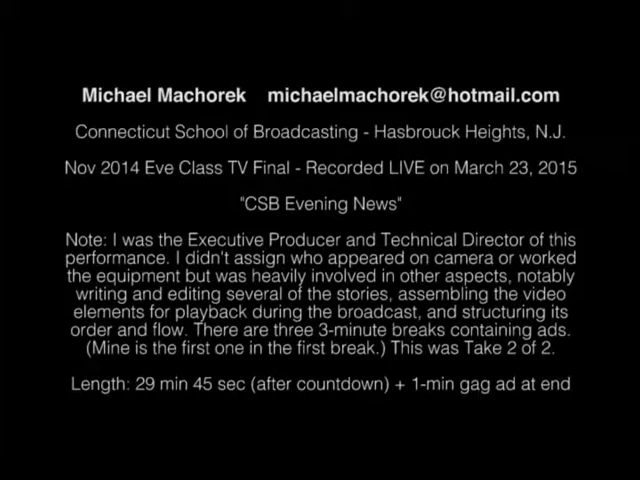 Michael Machorek michaelmachorek@hotmail.com
Connecticut School of Broadcasting - Hasbrouck Heights, N.J.
Nov 2014 Eve Class TV Final - Recorded LIVE on March 23, 2015
"CSB Evening News"
Note: I was the Executive Producer and Technical Director of this
performance. I didn't assign who appeared on camera or worked
the equipment but was heavily involved in other aspects, notably
writing and editing several of the stories, assembling the video
elements for playback during the broadcast, and structuring its
order and flow. There are three 3-minute breaks containing ads.
(Mine is the first one in the first break.) This was Take 2 of 2.
Length: 29 min 45 sec (after countdown) + 1-min gag ad at end